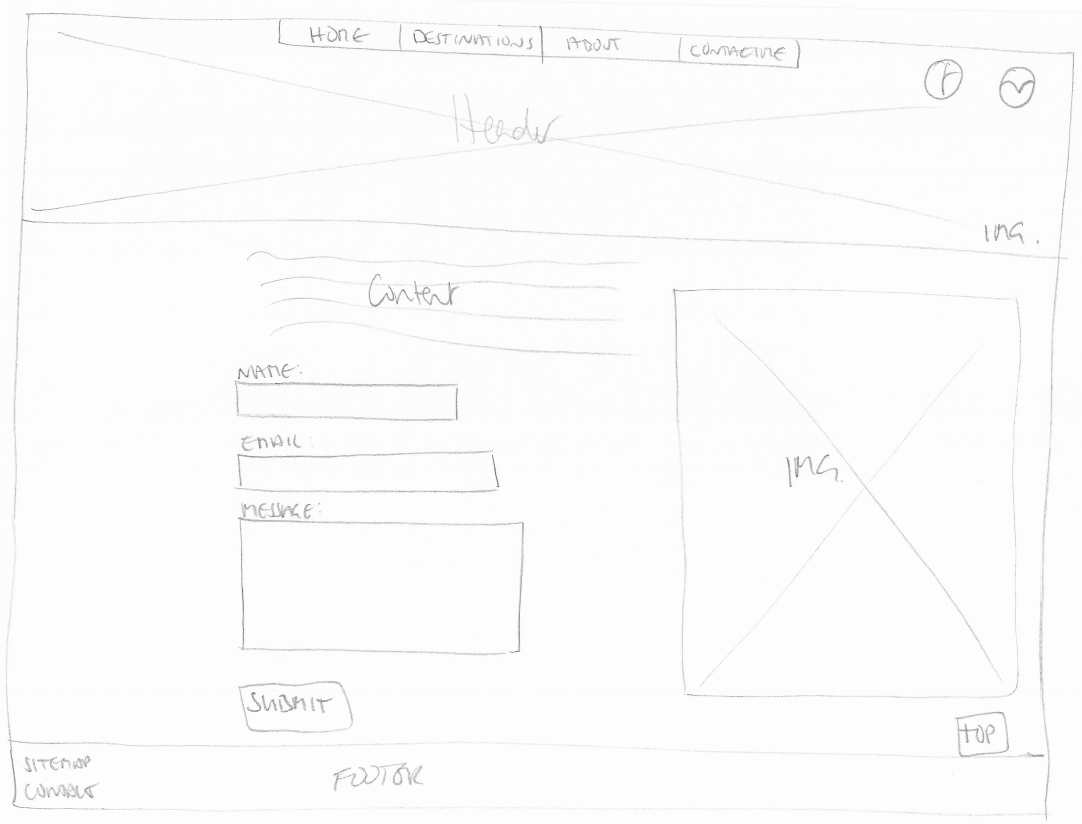 HOME DESTINATIONS ABOUT CONTACT ME
Header
IMG.
Content
NAME:
EMAIL:
IMG.
MESSAGE:
SUBMIT
TOP
SITEMAP
CONTACT
FOOTER